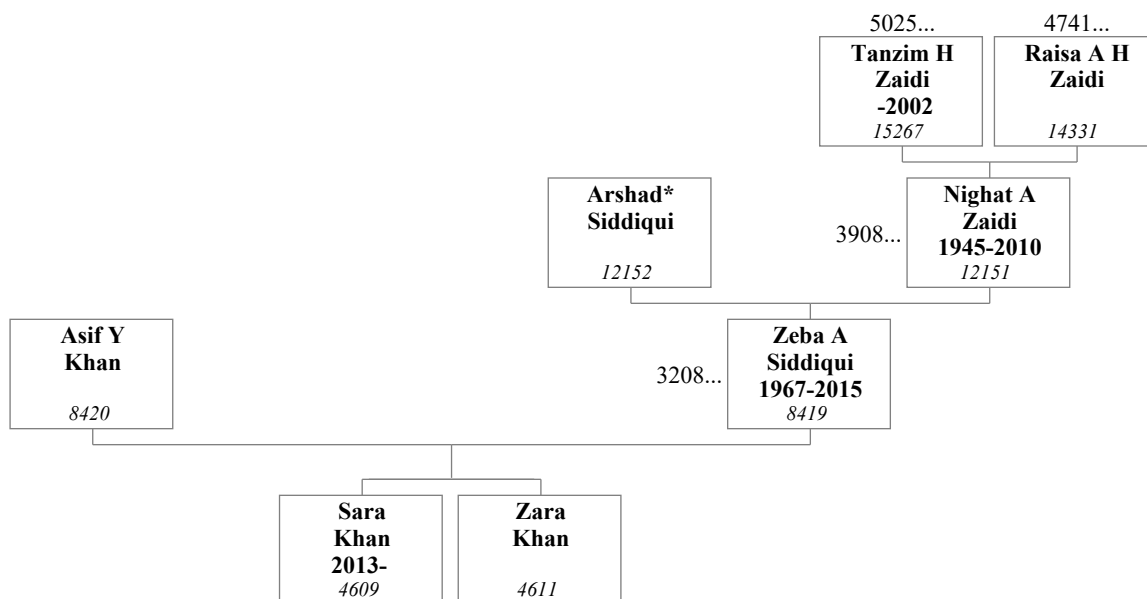 5025...
4741...
Tanzim H
Zaidi
-2002
15267
Raisa A H
Zaidi
14331
Arshad*
Siddiqui
12152
3908...
Nighat A
Zaidi
1945-2010
12151
Asif Y
Khan
8420
3208...
Zeba A
Siddiqui
1967-2015
8419
Sara
Khan
2013-
4609
Zara
Khan
4611